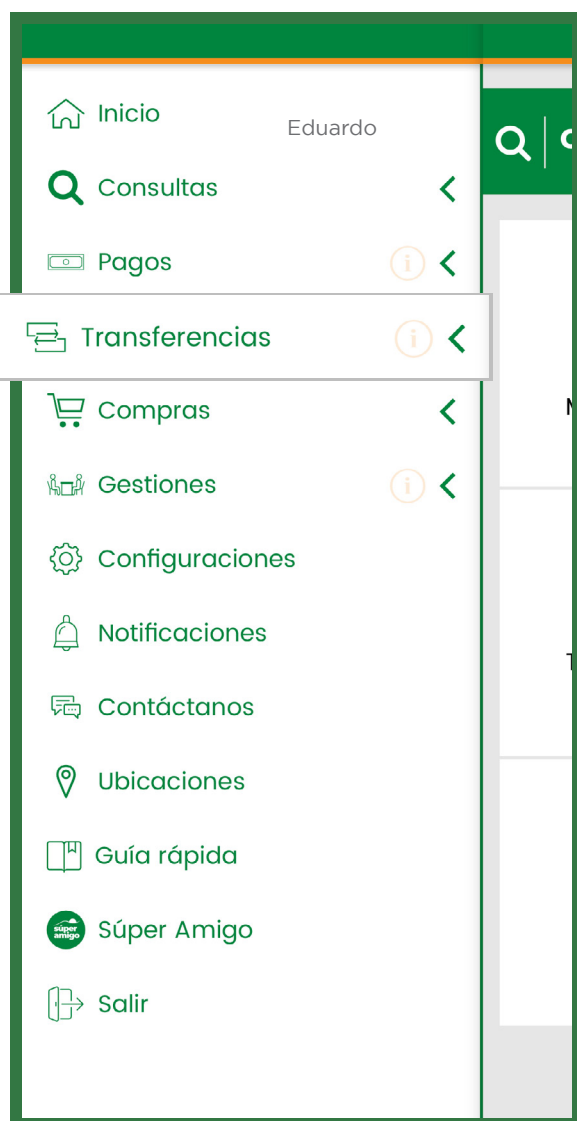 Inicio
Eduardo
Consultas
Pagos
Transferencias
Compras
Gestiones
Configuraciones
Notificaciones
Contáctanos
Ubicaciones
Guía rápida
súper
amigo
Súper Amigo
Salir